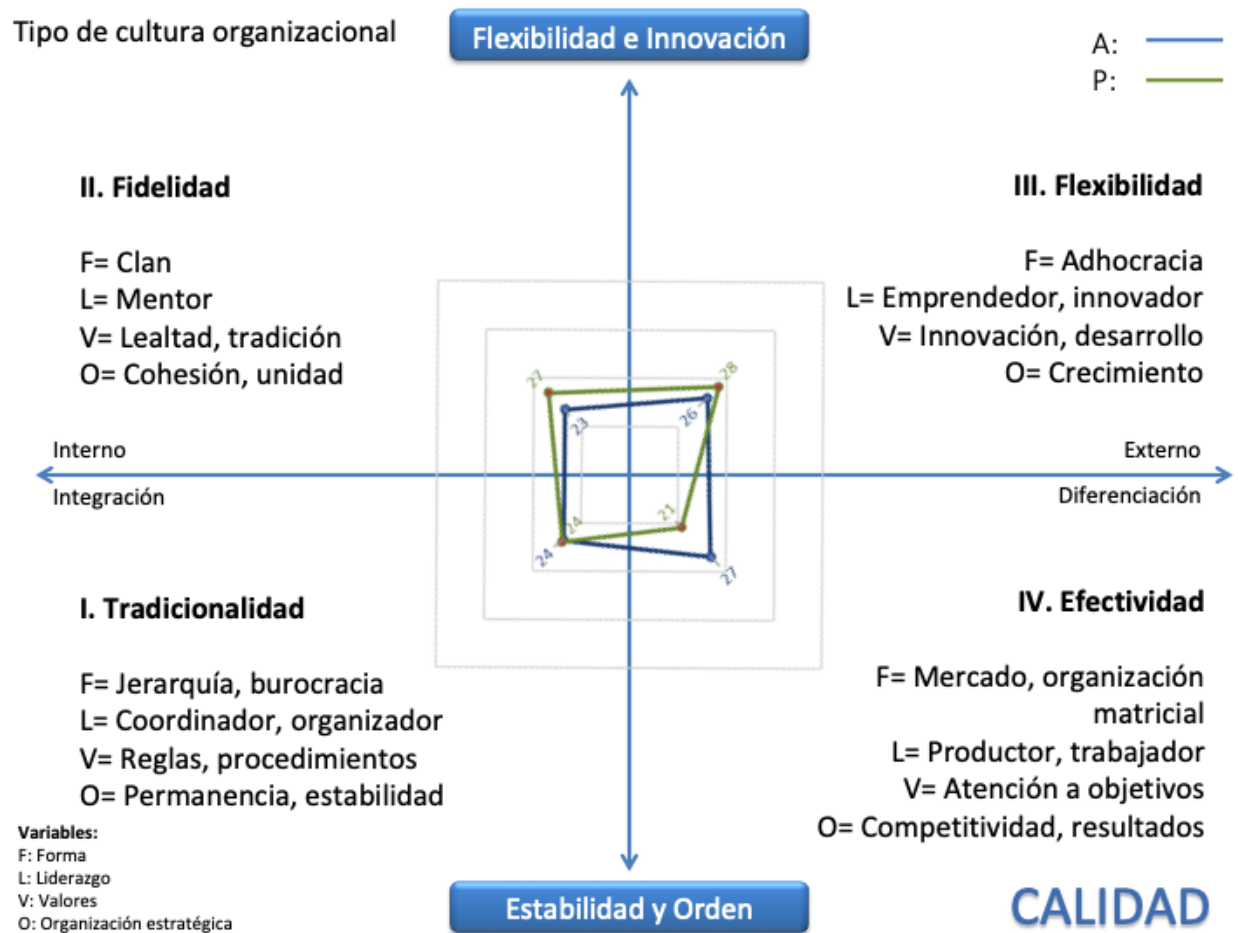 Tipo de cultura organizacional
Flexibilidad e Innovación
A:
P:
II. Fidelidad
F= Clan
L= Mentor
V= Lealtad, tradición
O= Cohesión, unidad
III. Flexibilidad
F= Adhocracia
L= Emprendedor, innovador
V= Innovación, desarrollo
O= Crecimiento
27
28
23
26
Interno
Integración
Externo
Diferenciación
24
24
21
27
I. Tradicionalidad
F= Jerarquía, burocracia
L= Coordinador, organizador
V= Reglas, procedimientos
O= Permanencia, estabilidad
IV. Efectividad
F= Mercado, organización
matricial
L= Productor, trabajador
V= Atención a objetivos
O= Competitividad, resultados
Variables:
F: Forma
L: Liderazgo
V: Valores
O: Organización estratégica
Estabilidad y Orden
CALIDAD